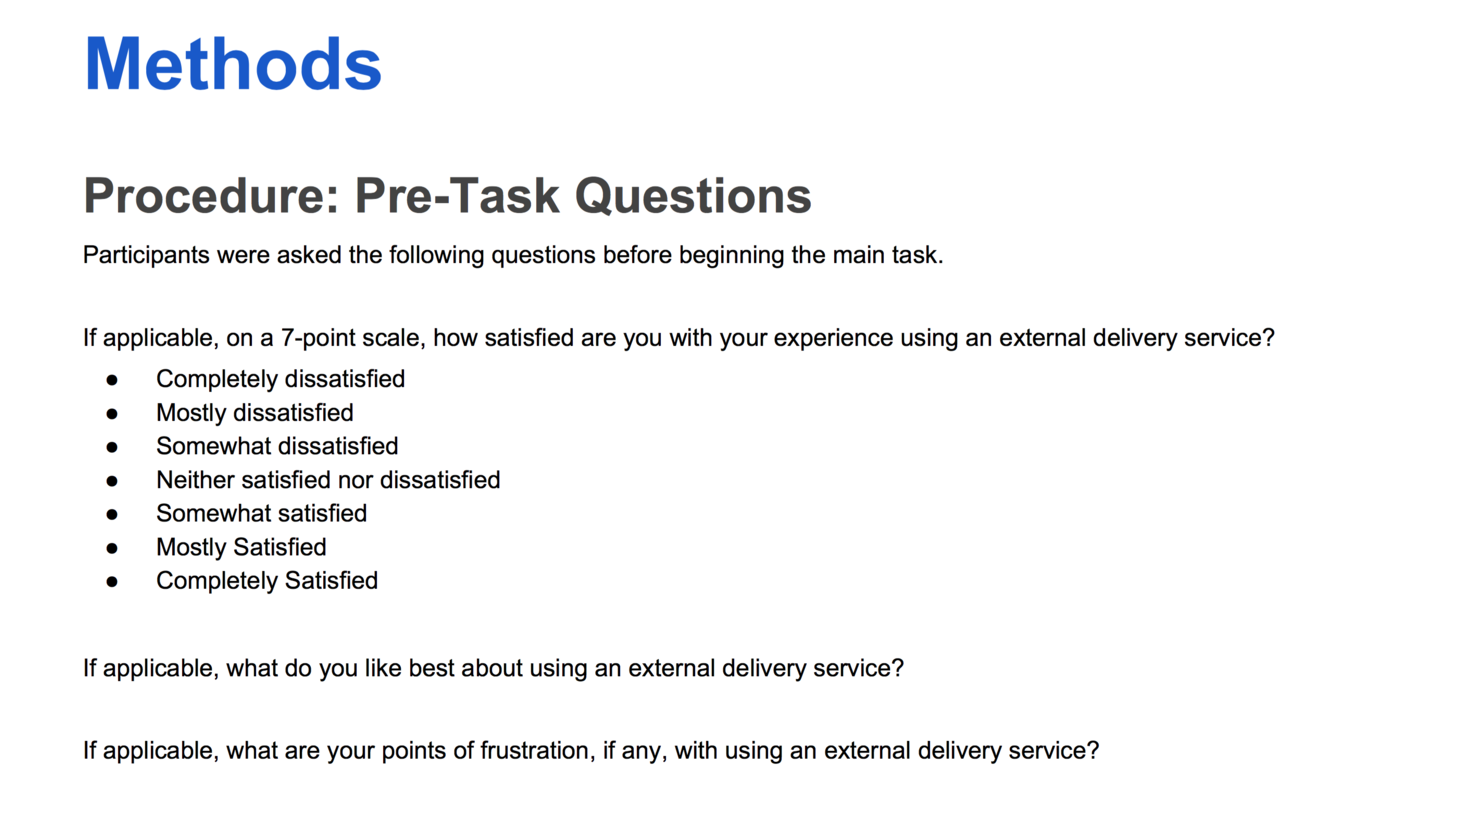 Methods
Procedure: Pre-Task Questions
Participants were asked the following questions before beginning the main task.
If applicable, on a 7-point scale, how satisfied are you with your experience using an external delivery service?
● Completely dissatisfied
● Mostly dissatisfied
● Somewhat dissatisfied
● Neither satisfied nor dissatisfied
● Somewhat satisfied
● Mostly Satisfied
● Completely Satisfied
If applicable, what do you like best about using an external delivery service?
If applicable, what are your points of frustration, if any, with using an external delivery service?